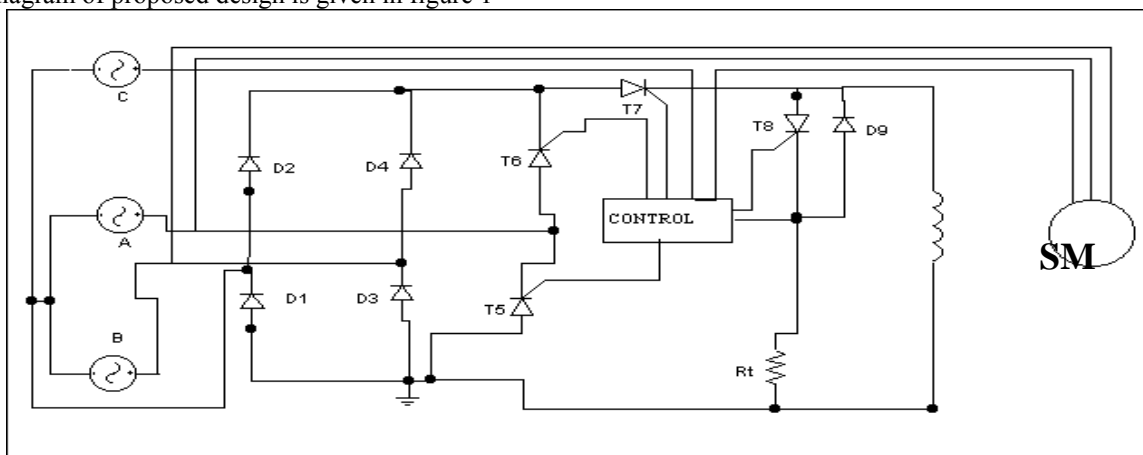 diagram of proposed design is given in figure 1
C
T7
T8
D9
D2
D4
T6
CONTROL
A
SM
D1
D3
T5
B
Rt